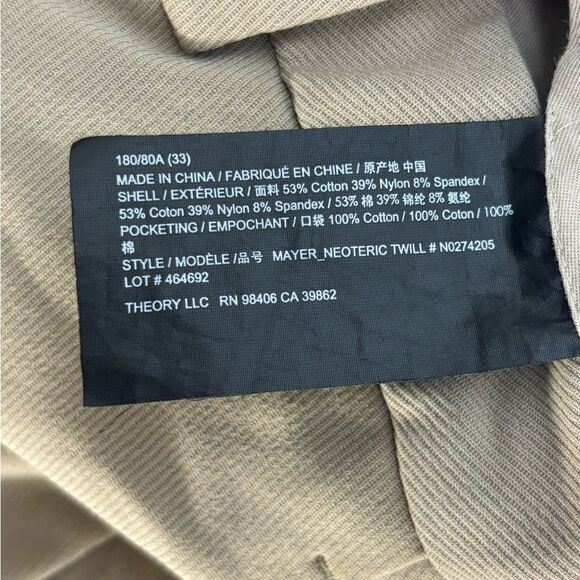 180/80A (33)
MADE IN CHINA / FABRIQUÉ EN CHINE / 原产地 中国
SHELL / EXTÉRIEUR / 面料 53% Cotton 39% Nylon 8% Spandex /
53% Coton 39% Nylon 8% Spandex / 53% 棉 39% 锦纶 8% 氨纶
POCKETING / EMPOCHANT / 口袋 100% Cotton / 100% Coton / 100%
棉
STYLE / MODÈLE /品号 MAYER_NEOTERIC TWILL # N0274205
LOT # 464692
THEORY LLC RN 98406 CA 39862